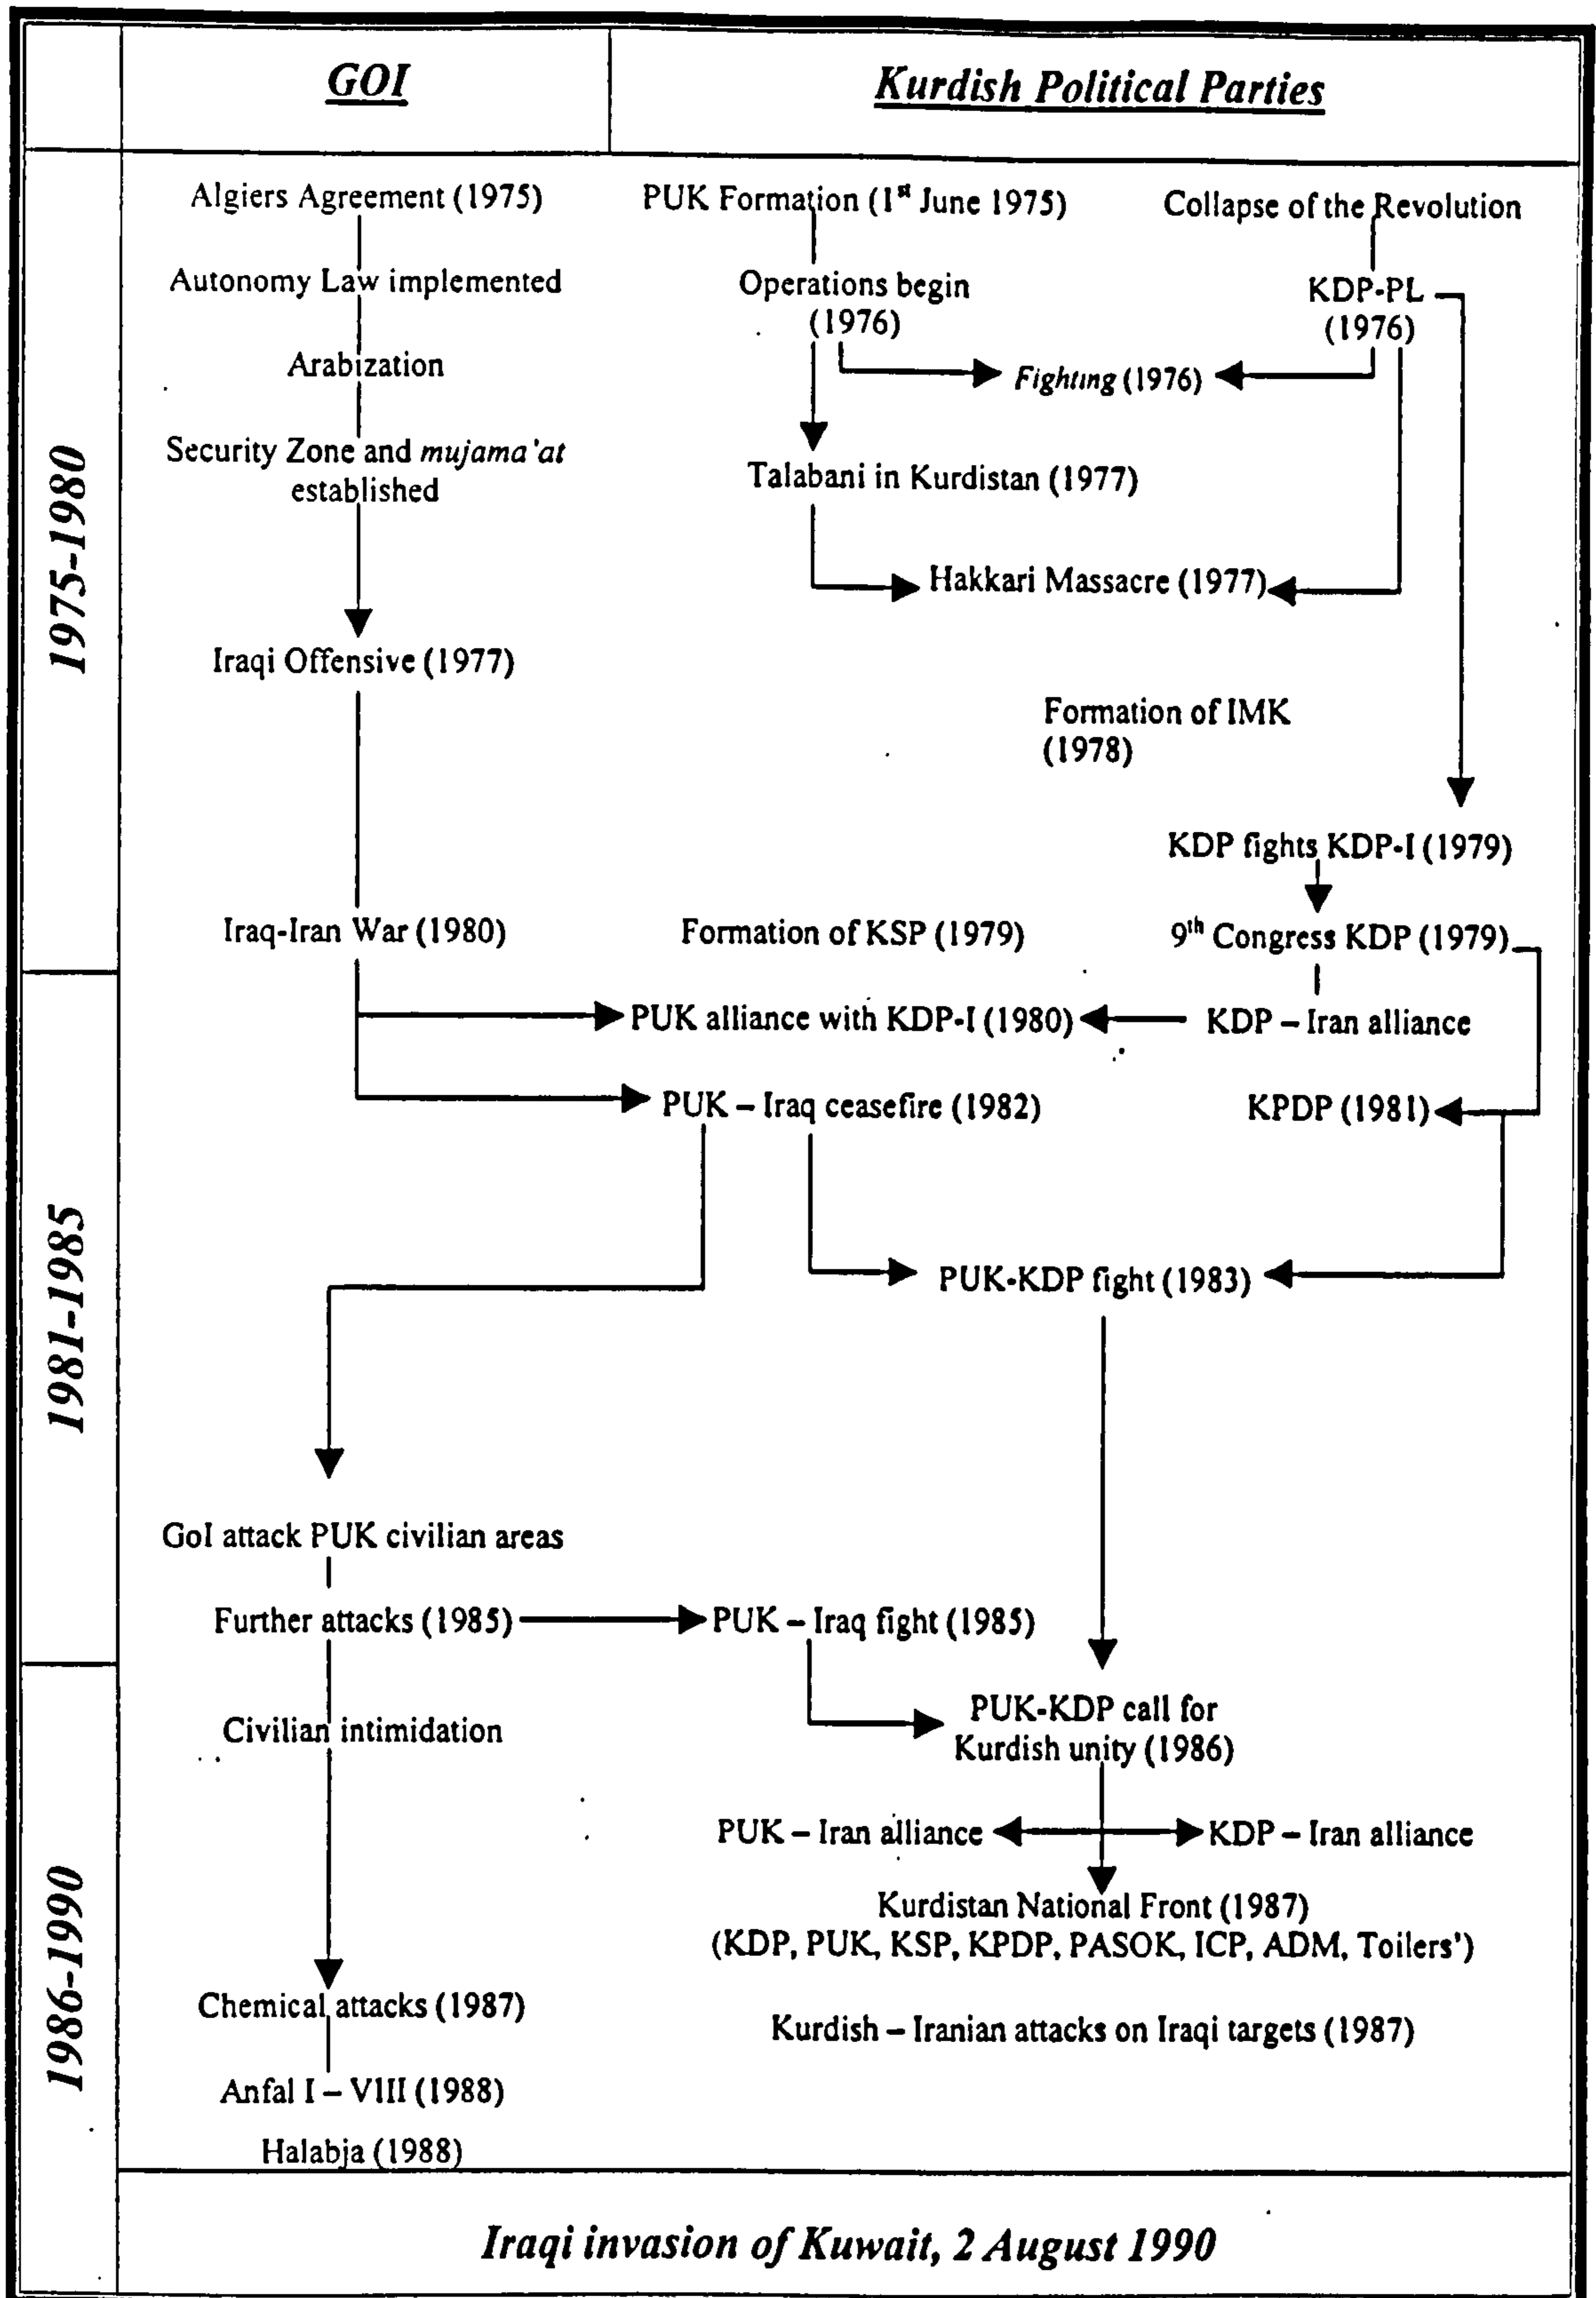 GOI
Kurdish Political Parties
1975-1980
Algiers Agreement (1975)
PUK Formation (1st June 1975)
Collapse of the Revolution
Autonomy Law implemented
Operations begin
(1976)
KDP-PL
(1976)
Arabization
Fighting (1976)
Security Zone and mujama'at
established
Talabani in Kurdistan (1977)
Hakkari Massacre (1977)
Iraqi Offensive (1977)
Formation of IMK
(1978)
KDP fights KDP-I (1979)
Iraq-Iran War (1980)
Formation of KSP (1979)
9th Congress KDP (1979)
1981-1985
PUK alliance with KDP-I (1980)
KDP – Iran alliance
PUK – Iraq ceasefire (1982)
KPDP (1981)
PUK-KDP fight (1983)
GoI attack PUK civilian areas
Further attacks (1985)
PUK – Iraq fight (1985)
1986-1990
Civilian intimidation
PUK-KDP call for
Kurdish unity (1986)
PUK – Iran alliance
KDP – Iran alliance
Kurdistan National Front (1987)
(KDP, PUK, KSP, KPDP, PASOK, ICP, ADM, Toilers')
Chemical attacks (1987)
Kurdish – Iranian attacks on Iraqi targets (1987)
Anfal I – VIII (1988)
Halabja (1988)
Iraqi invasion of Kuwait, 2 August 1990